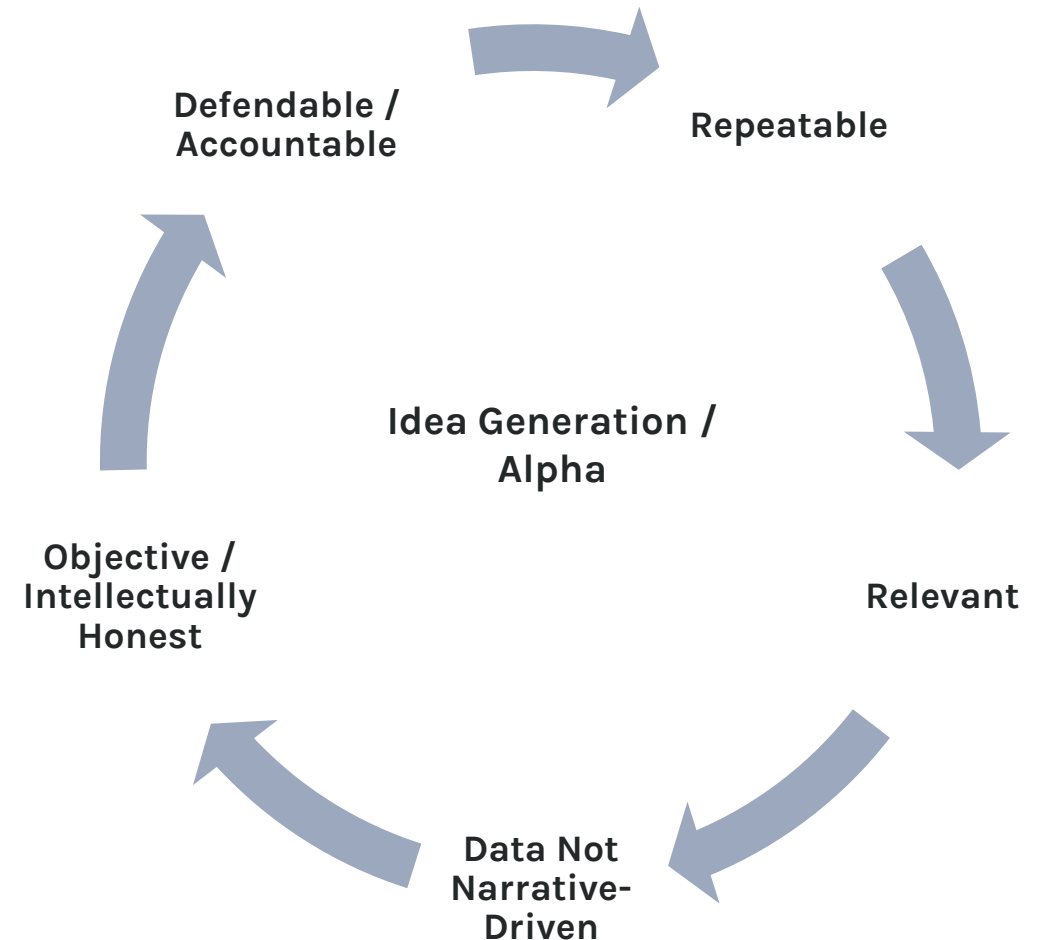 Defendable /
Accountable
Repeatable
Idea Generation /
Alpha
Objective /
Intellectually
Honest
Relevant
Data Not
Narrative-
Driven